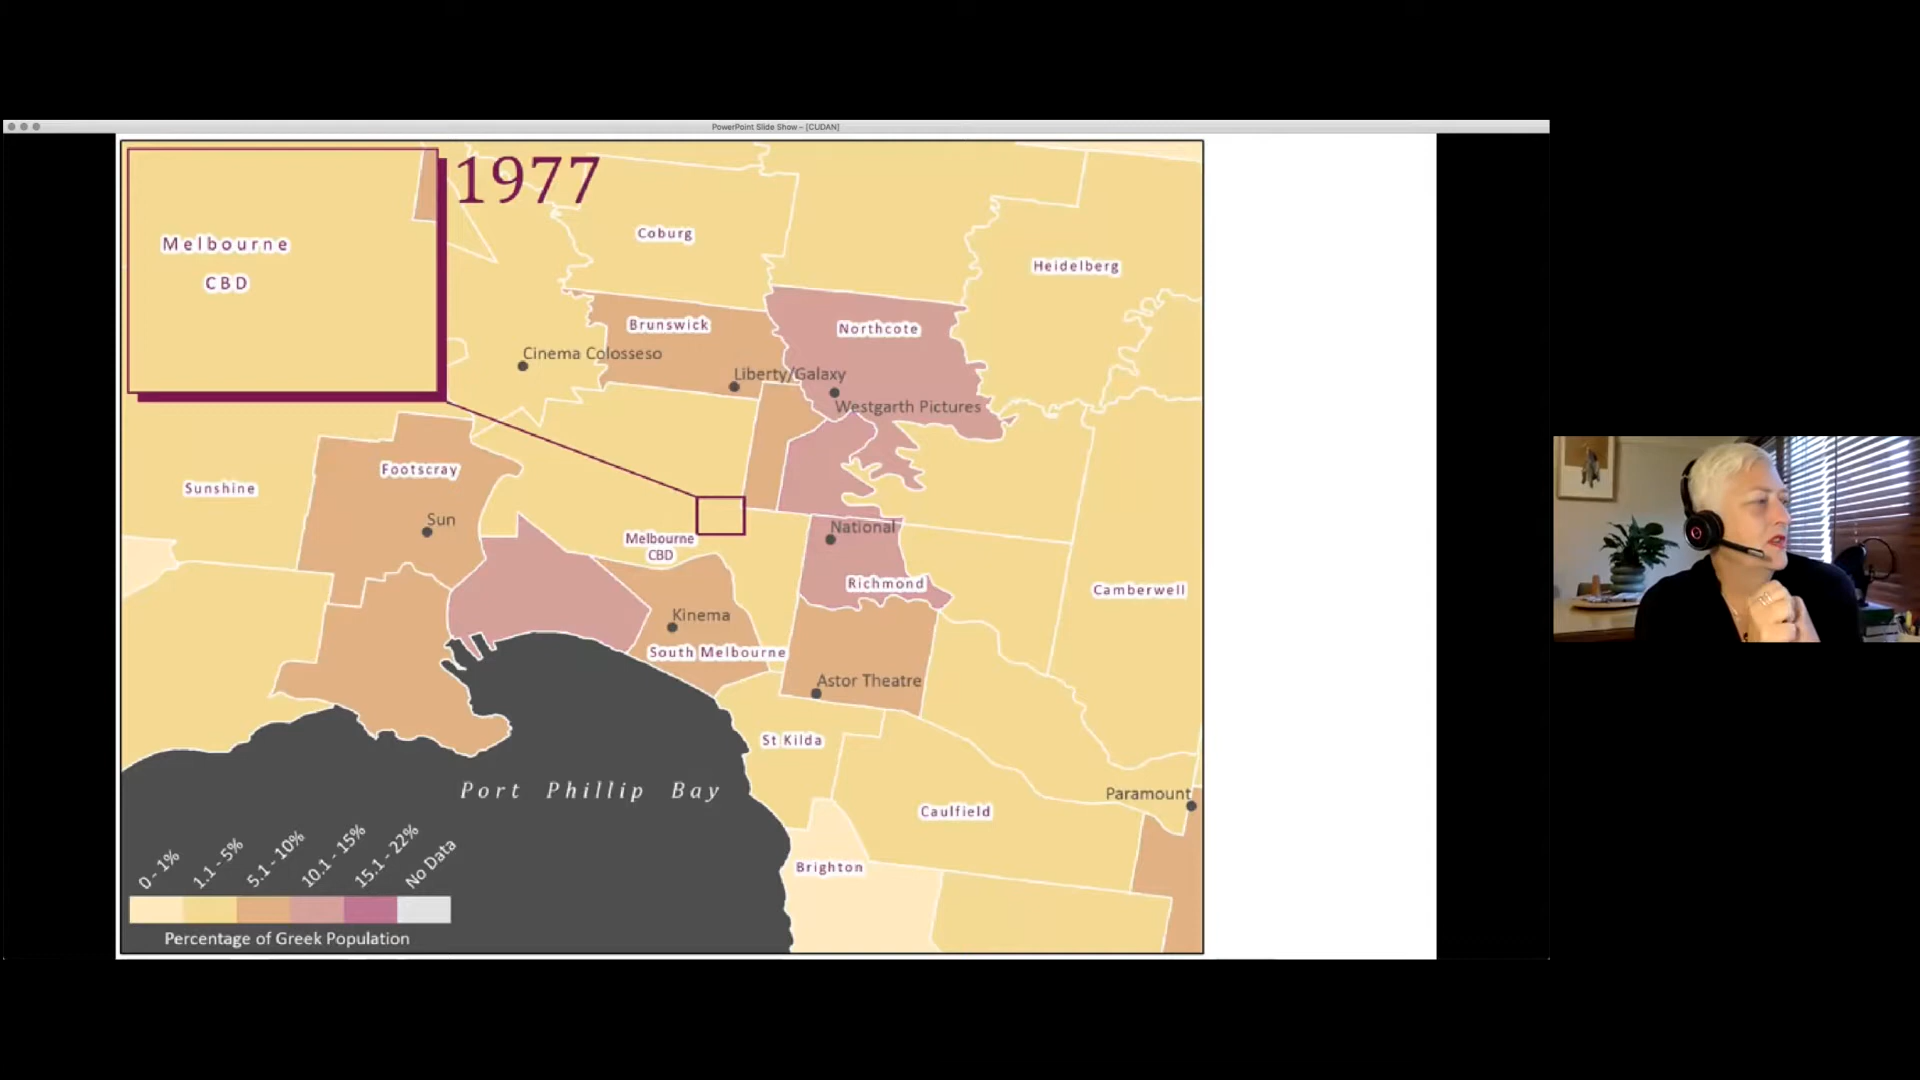 PowerPoint Slide Show - [CUDAN]
1977
Melbourne
CBD
Coburg
Heidelberg
Brunswick
Northcote
Cinema Colosseso
Liberty/Galaxy
Westgarth Pictures
Footscray
Sunshine
Sun
National
Melbourne
CBD
Richmond
Camberwell
Kinema
South Melbourne
Astor Theatre
St Kilda
Port Phillip Bay
Paramount
Caulfield
Brighton
0 - 1%
1.1 - 5%
5.1 - 10%
10.1 - 15%
15.1 - 22%
No Data
Percentage of Greek Population